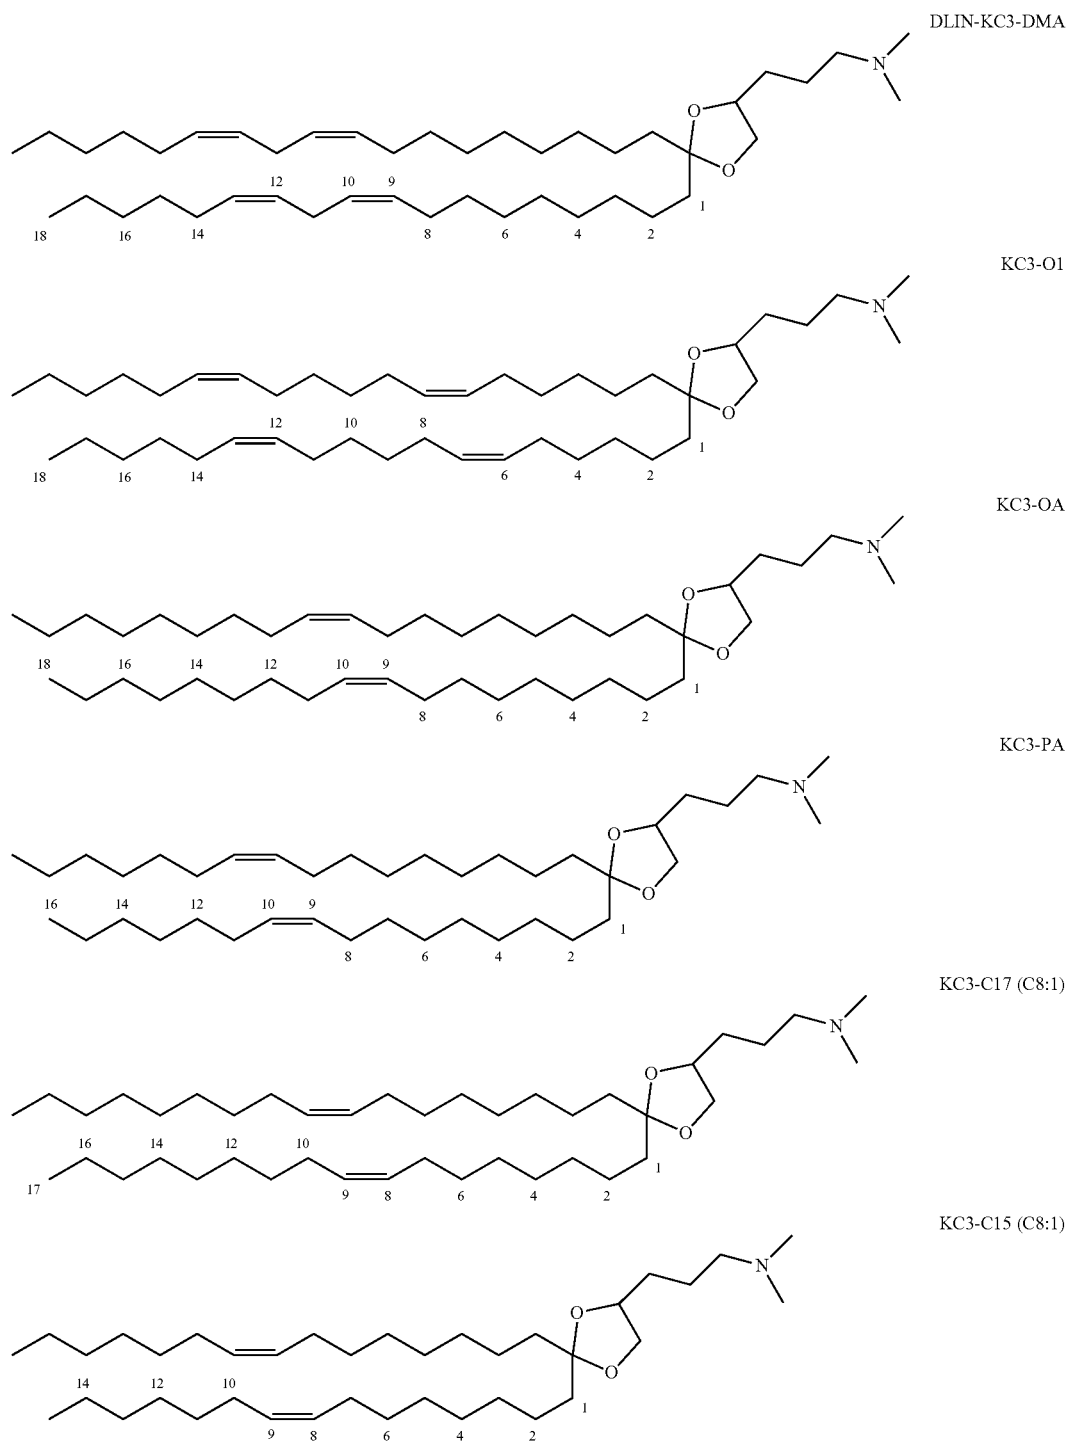 DLIN-KC3-DMA
N
O
O
12 10 9
1
18 16 14 8 6 4 2
KC3-O1
N
O
O
12 10 8
1
18 16 14 6 4 2
KC3-OA
N
O
O
18 16 14 12 10 9
1
8 6 4 2
KC3-PA
N
O
O
16 14 12 10 9
1
8 6 4 2
KC3-C17 (C8:1)
N
O
O
16 14 12 10
1
17 9 8 6 4 2
KC3-C15 (C8:1)
N
O
O
14 12 10
1
9 8 6 4 2